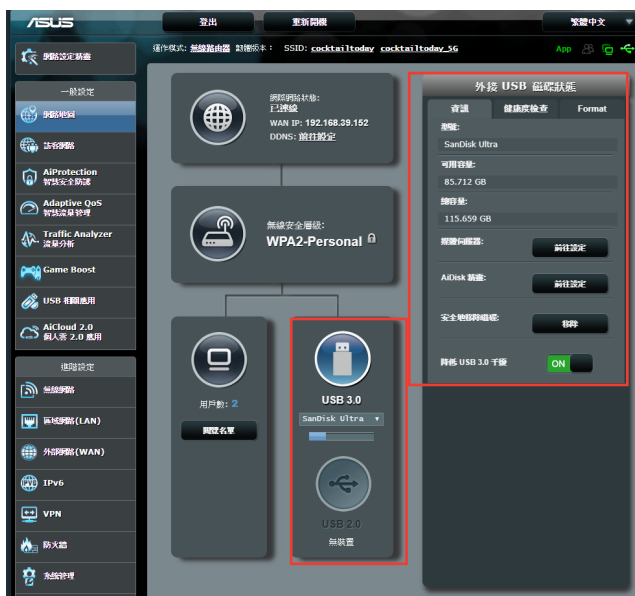 ASUS
登出
重新開機
繁體中文
運作模式: 無線路由器 韌體版本: SSID: cocktailtoday cocktailtoday_5G
App
網路設定精靈
一般設定
網路地圖
訪客網路
AiProtection
智慧安全防護
Adaptive QoS
智慧流量管理
Traffic Analyzer
流量分析
Game Boost
USB 相關應用
AiCloud 2.0
個人雲 2.0 應用
進階設定
無線網路
區域網路(LAN)
外部網路(WAN)
IPv6
VPN
防火牆
系統管理
網際網路狀態:
已連線
WAN IP: 192.168.39.152
DDNS: 前往設定
無線安全層級:
WPA2-Personal
用戶數: 2
閱覽名單
USB 3.0
SanDisk Ultra
USB 2.0
無裝置
外接 USB 磁碟狀態
資訊
健康度檢查
Format
型號:
SanDisk Ultra
可用容量:
85.712 GB
總容量:
115.659 GB
媒體伺服器:
前往設定
AiDisk 精靈:
前往設定
安全地移除磁碟:
移除
降低 USB 3.0 干擾
ON